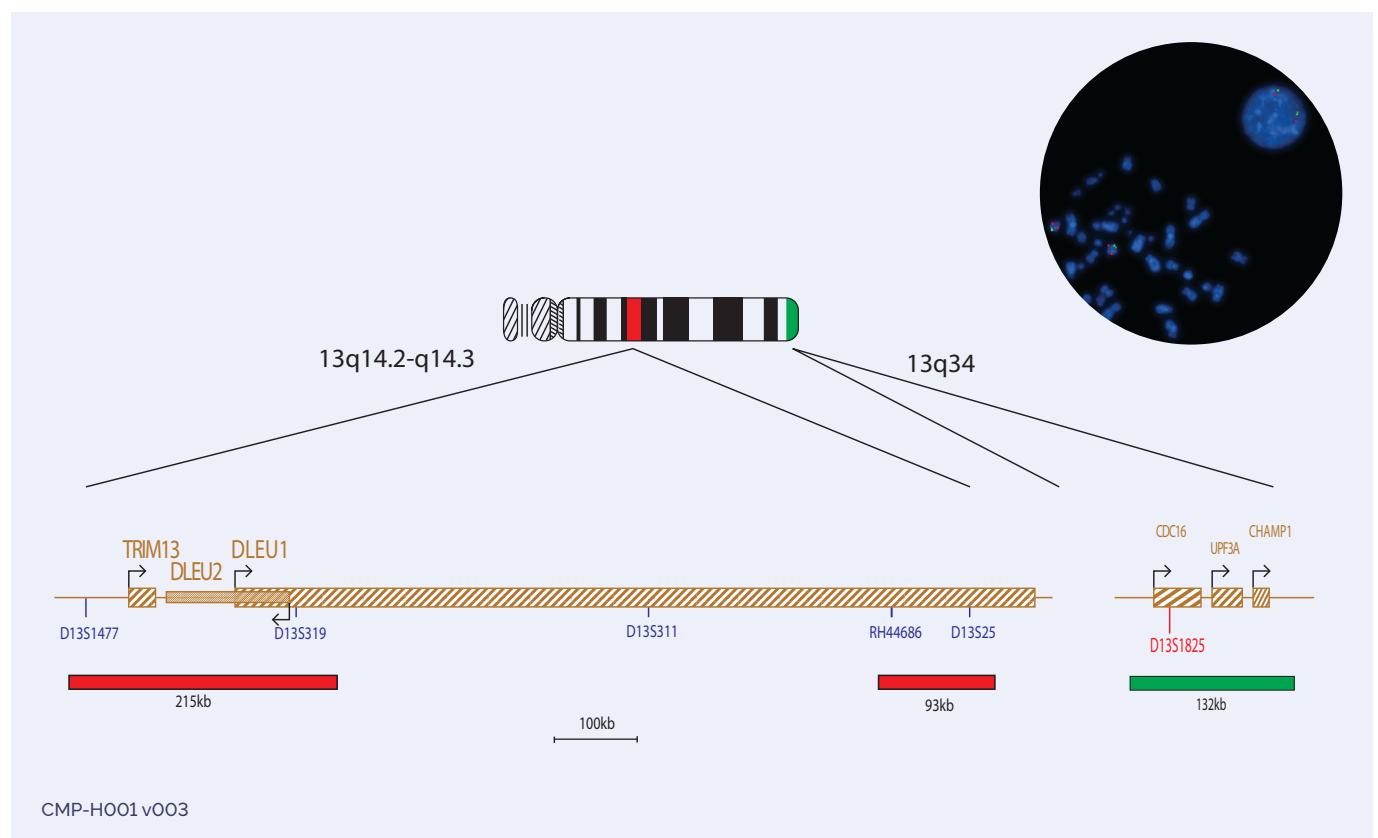 13q14.2-q14.3
13q34
TRIM13
DLEU2
DLEU1
CDC16
UPF3A
CHAMP1
D13S1477
D13S319
D13S311
RH44686
D13S25
D13S1825
215kb
93kb
132kb
100kb
CMP-H001 v003